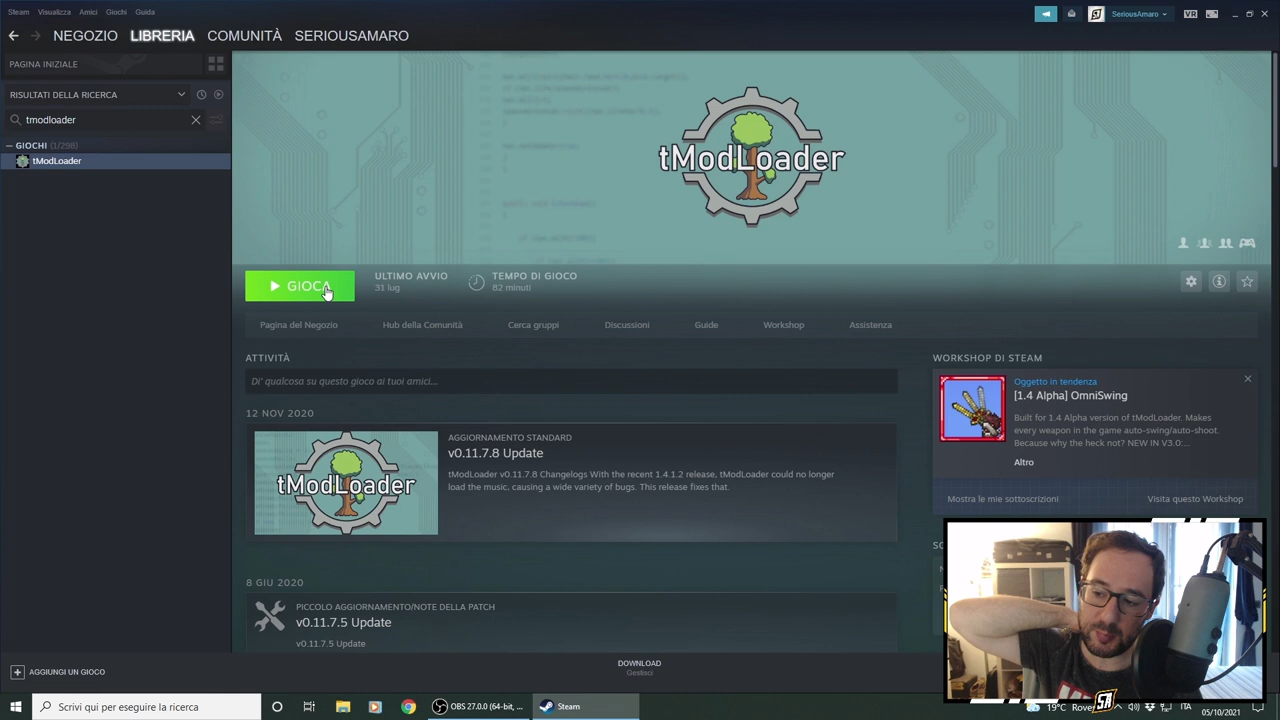 Steam Visualizza Amici Giochi Guida
SeriousAmaro
VR
NEGOZIO LIBRERIA COMUNITÀ SERIOUSAMARO
PAGINA INIZIALE
RISULTATI DELLA RICERCA
tmodloader
GIOCHI (1/298)
tModLoader
tModLoader
GIOCA
ULTIMO AVVIO
31 lug
TEMPO DI GIOCO
82 minuti
Pagina del Negozio Hub della Comunità Cerca gruppi Discussioni Guide Workshop Assistenza
ATTIVITÀ
Di' qualcosa su questo gioco ai tuoi amici...
12 NOV 2020
tModLoader
AGGIORNAMENTO STANDARD
v0.11.7.8 Update
tModLoader v0.11.7.8 Changelogs With the recent 1.4.1.2 release, tModLoader could no longer
load the music, causing a wide variety of bugs. This release fixes that.
8 GIU 2020
PICCOLO AGGIORNAMENTO/NOTE DELLA PATCH
v0.11.7.5 Update
v0.11.7.5 Update
WORKSHOP DI STEAM
Oggetto in tendenza
[1.4 Alpha] OmniSwing
Built for 1.4 Alpha version of tModLoader. Makes
every weapon in the game auto-swing/auto-shoot.
Because why the heck not? NEW IN V3.0:...
Altro
Mostra le mie sottoscrizioni Visita questo Workshop
AGGIUNGI UN GIOCO
DOWNLOAD
Gestisci
Scrivi qui per eseguire la ricerca
OBS 27.0.0 (64-bit, ...
Steam
19°C Rove
ITA
05/10/2021